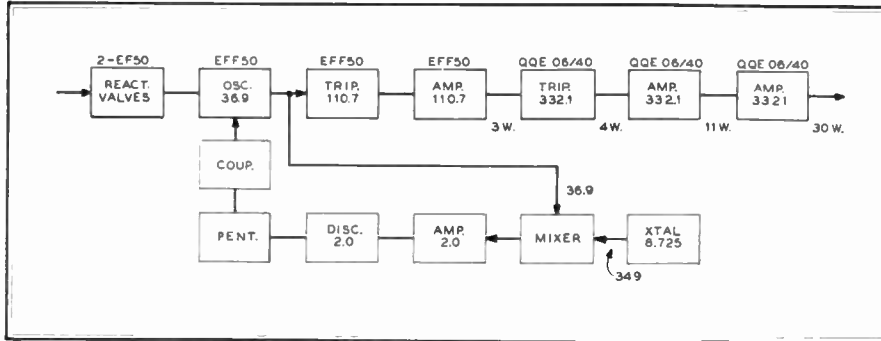 2-EF50
EFF50
EFF50
EFF50
QQE 06/40
QQE 06/40
QQE 06/40
REACT.
VALVES
OSC.
36.9
TRIP.
110.7
AMP.
110.7
TRIP.
332.1
AMP.
332.1
AMP.
3321
3 W.
4 W.
11 W.
30 W.
COUP.
36.9
PENT.
DISC.
2.0
AMP.
2.0
MIXER
XTAL
8.725
349